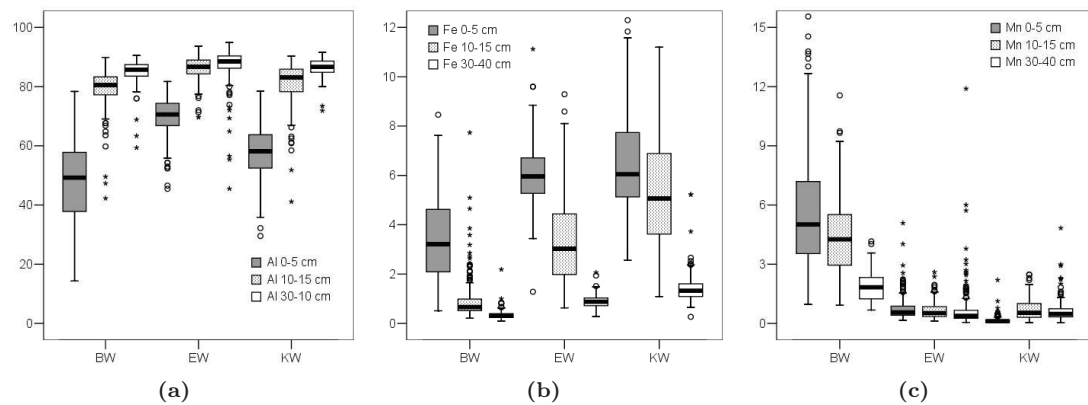 100
80
60
40
20
0
Al 0-5 cm
Al 10-15 cm
Al 30-10 cm
BW EW KW
(a)
12
10
8
6
4
2
0
Fe 0-5 cm
Fe 10-15 cm
Fe 30-40 cm
BW EW KW
(b)
15
12
9
6
3
0
Mn 0-5 cm
Mn 10-15 cm
Mn 30-40 cm
BW EW KW
(c)